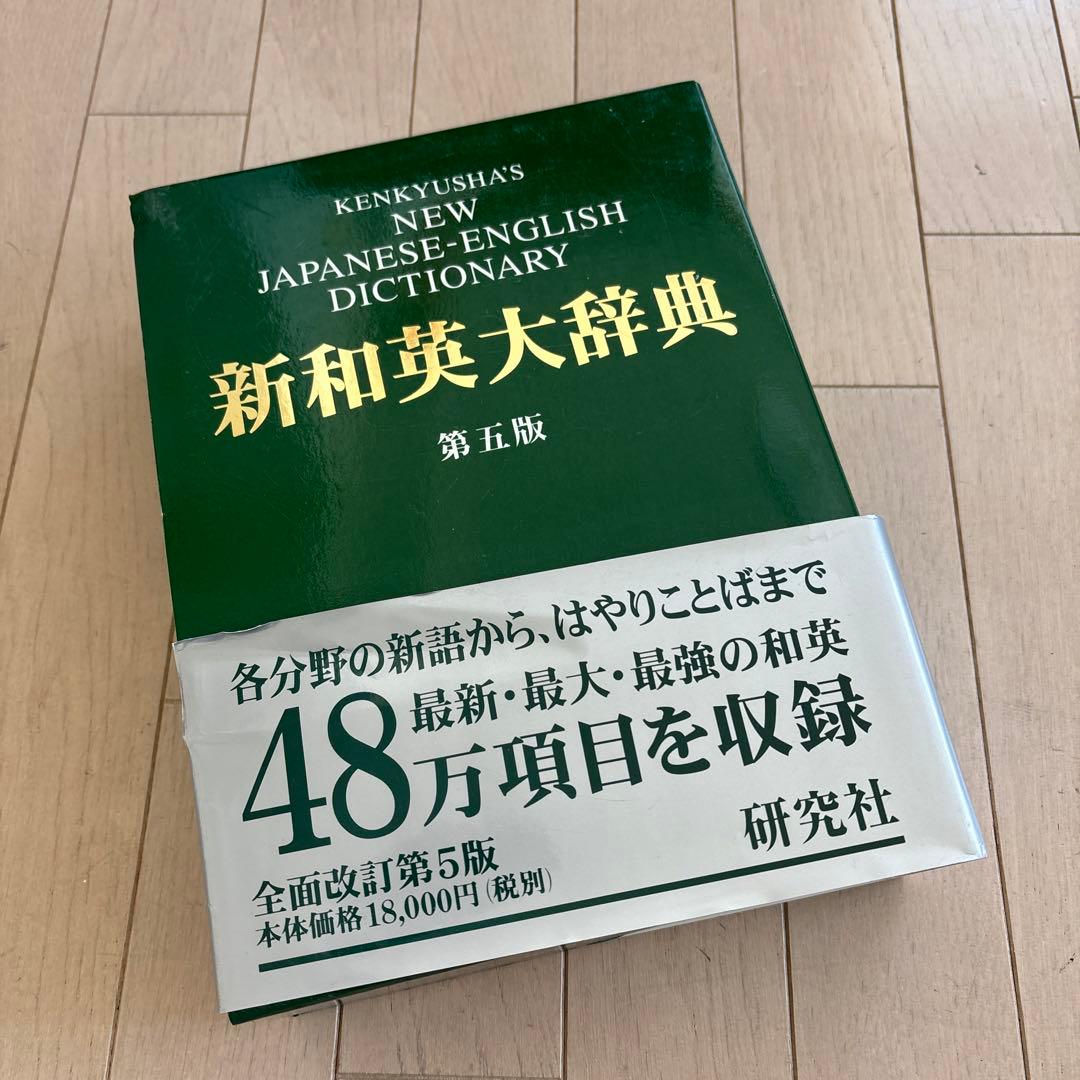 KENKYUSHA'S
NEW
JAPANESE-ENGLISH
DICTIONARY
新和英大辞典
第五版
各分野の新語から、はやりことばまで
最新・最大・最強の和英
48万項目を収録
研究社
全面改訂第5版
本体価格18,000円(税別)